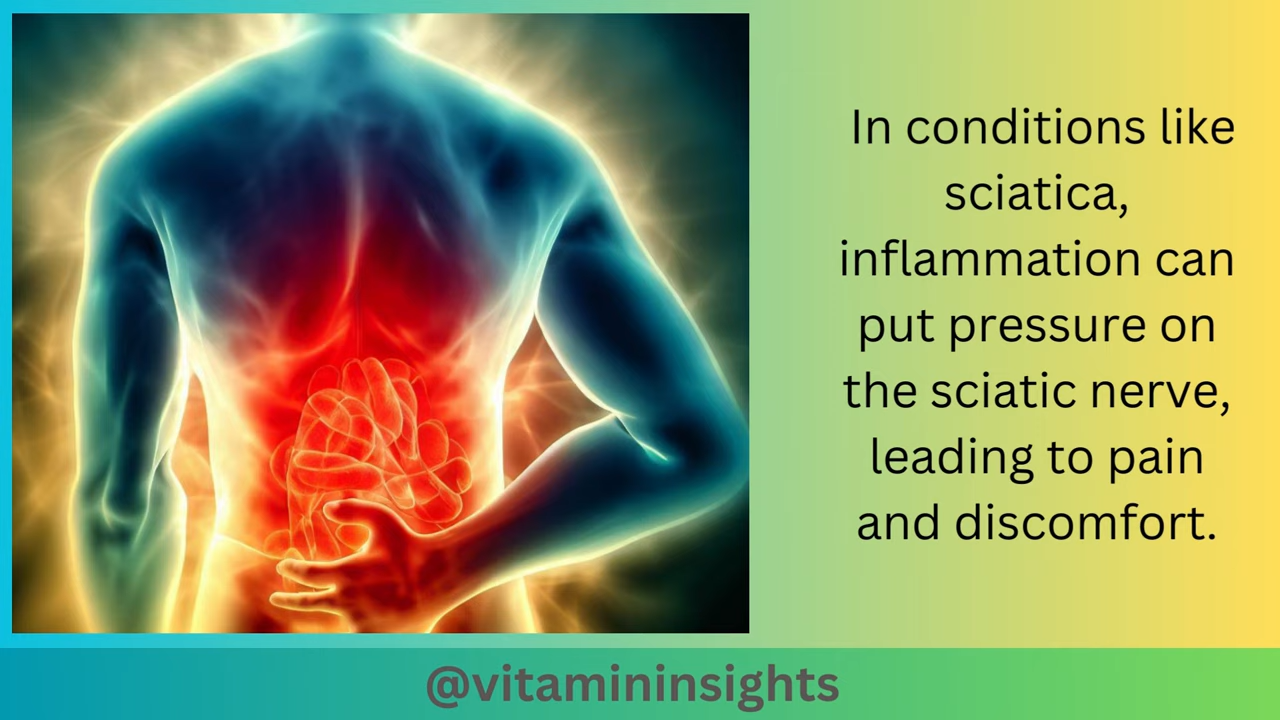 In conditions like
sciatica,
inflammation can
put pressure on
the sciatic nerve,
leading to pain
and discomfort.
@vitamininsights